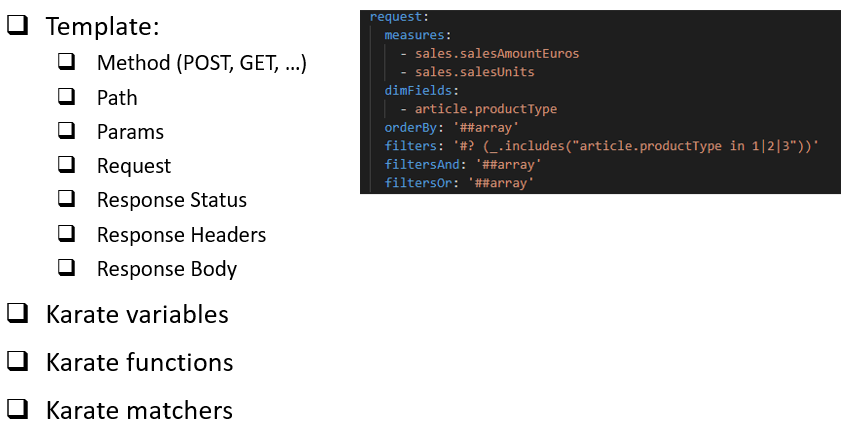 Template:
Method (POST, GET, ...)
Path
Params
Request
Response Status
Response Headers
Response Body
Karate variables
Karate functions
Karate matchers
request:
measures:
- sales.salesAmountEuros
- sales.salesUnits
dimFields:
- article.productType
orderBy: '##array'
filters: '#? (_.includes("article.productType in 1|2|3"))'
filtersAnd: '##array'
filtersOr: '##array'